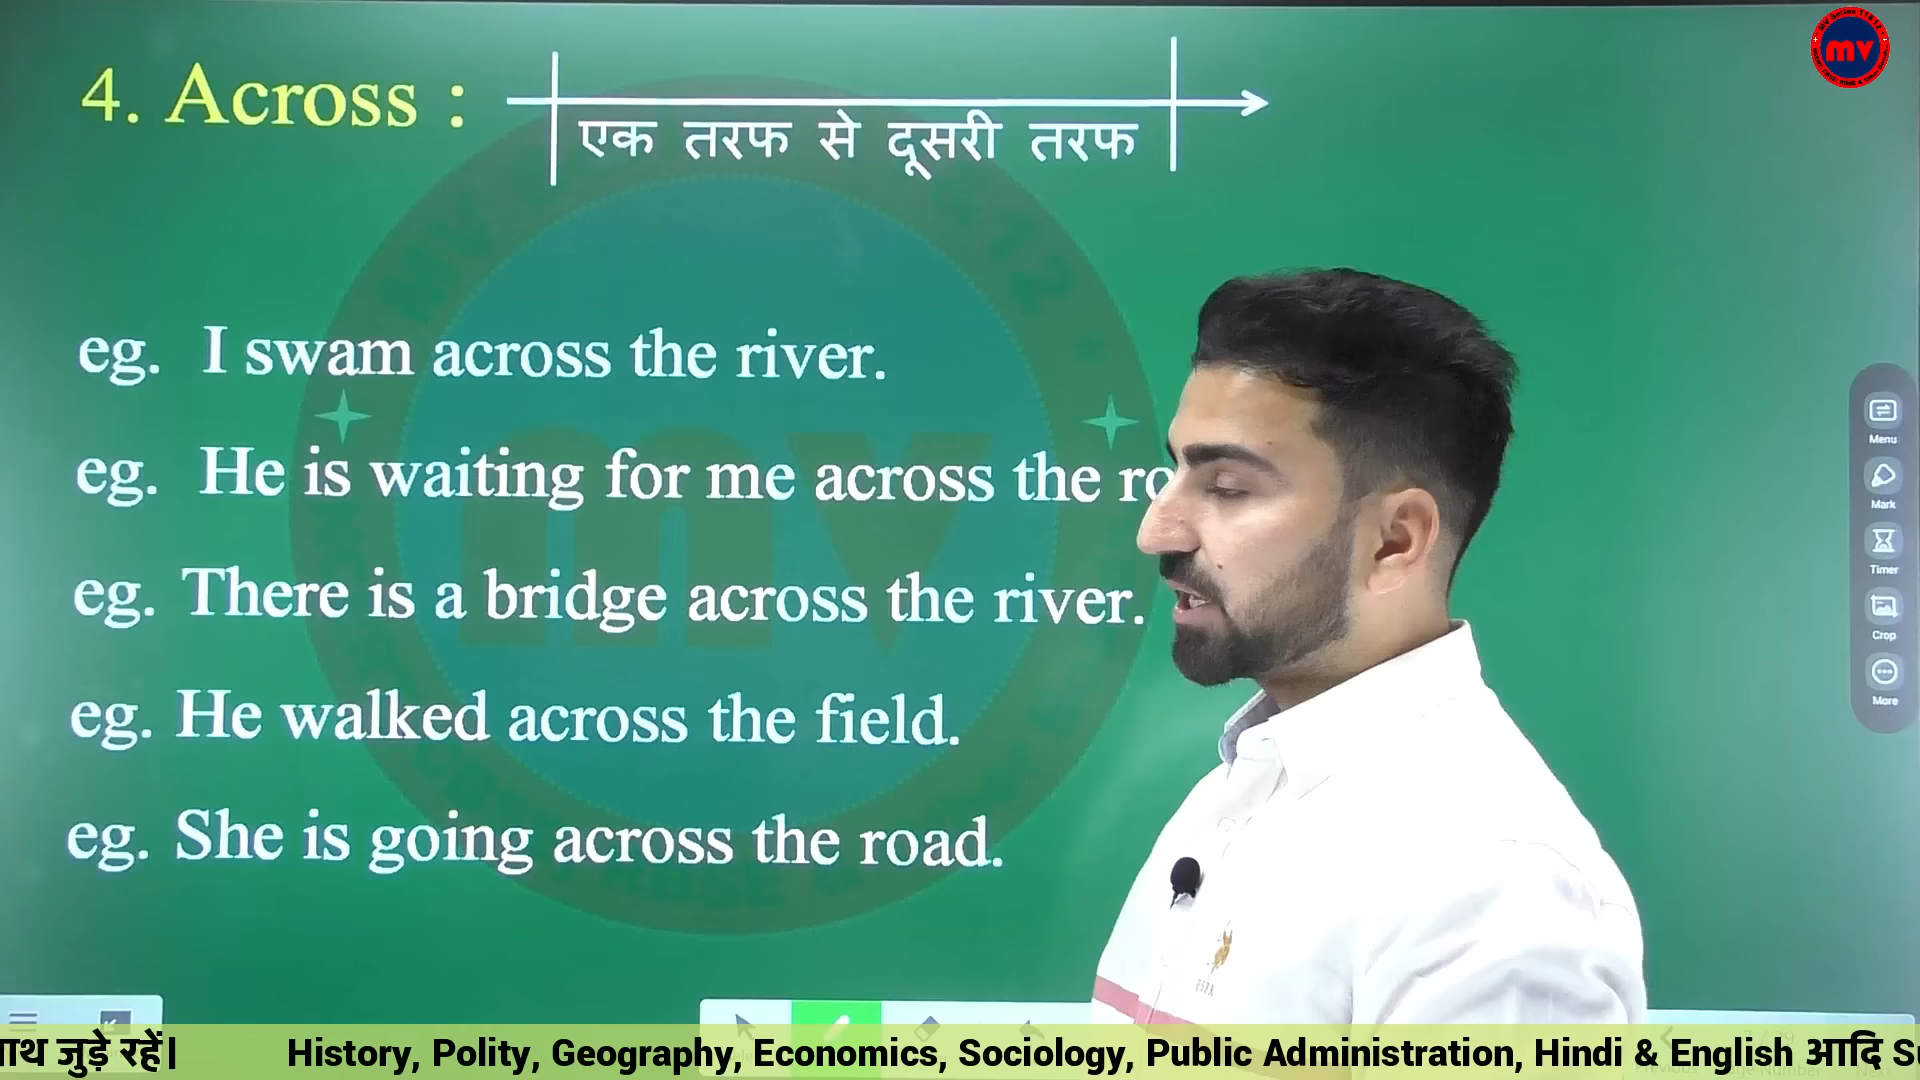 4. Across :
एक तरफ से दूसरी तरफ
mv
eg. I swam across the river.
eg. He is waiting for me across the
eg. There is a bridge across the river.
eg. He walked across the field.
eg. She is going across the road.
Menu
Mark
Timer
Crop
More
USPA
जुड़े रहें| History, Polity, Geography, Economics, Sociology, Public Administration, Hindi & English आदि